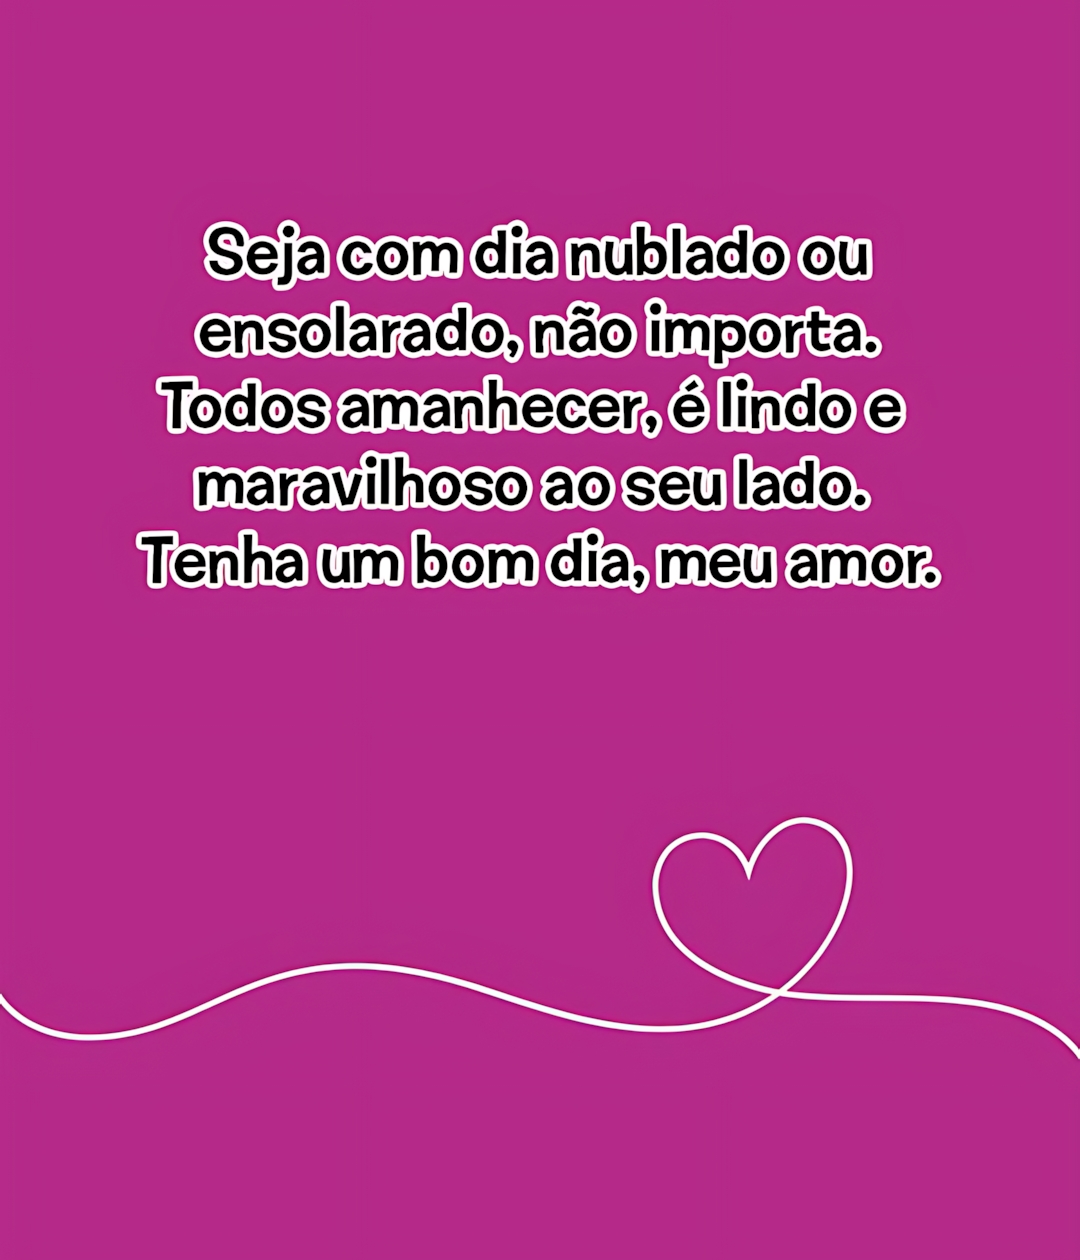 Seja com dia nublado ou
ensolarado, não importa.
Todos amanhecer, é lindo e
maravilhoso ao seu lado.
Tenha um bom dia, meu amor.